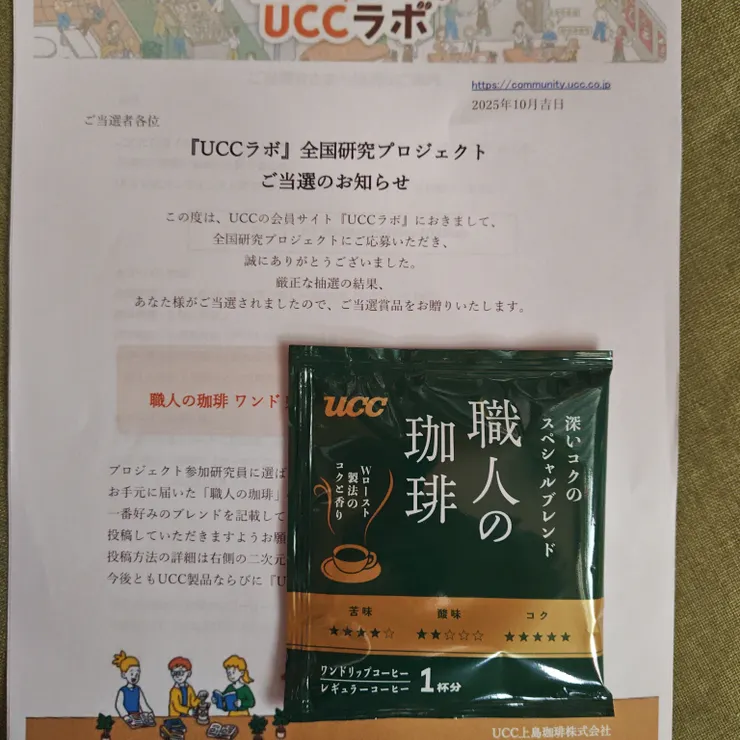 UCCラボ
https://community.ucc.co.jp
2025年10月吉日
ご当選者各位
『UCCラボ』全国研究プロジェクト
ご当選のお知らせ
この度は、UCCの会員サイト『UCCラボ』におきまして、
全国研究プロジェクトにご応募いただき、
誠にありがとうございました。
厳正な抽選の結果、
あなた様がご当選されましたので、ご当選賞品をお贈りいたします。
職人の珈琲 ワンド
プロジェクト参加研究員に選ば
お手元に届いた「職人の珈琲」
一番好みのブレンドを記載して
投稿していただきますようお願
投稿方法の詳細は右側の二次元
今後ともUCC製品ならびに『U
UCC
深いコクの
スペシャルブレンド
職人の
珈琲
Wロースト
製法の
コクと香り
苦味 酸味 コク
★★★★☆ ★★☆☆☆ ★★★★★
ワンドリップコーヒー
レギュラーコーヒー
1杯分
UCC上島珈琲株式会社